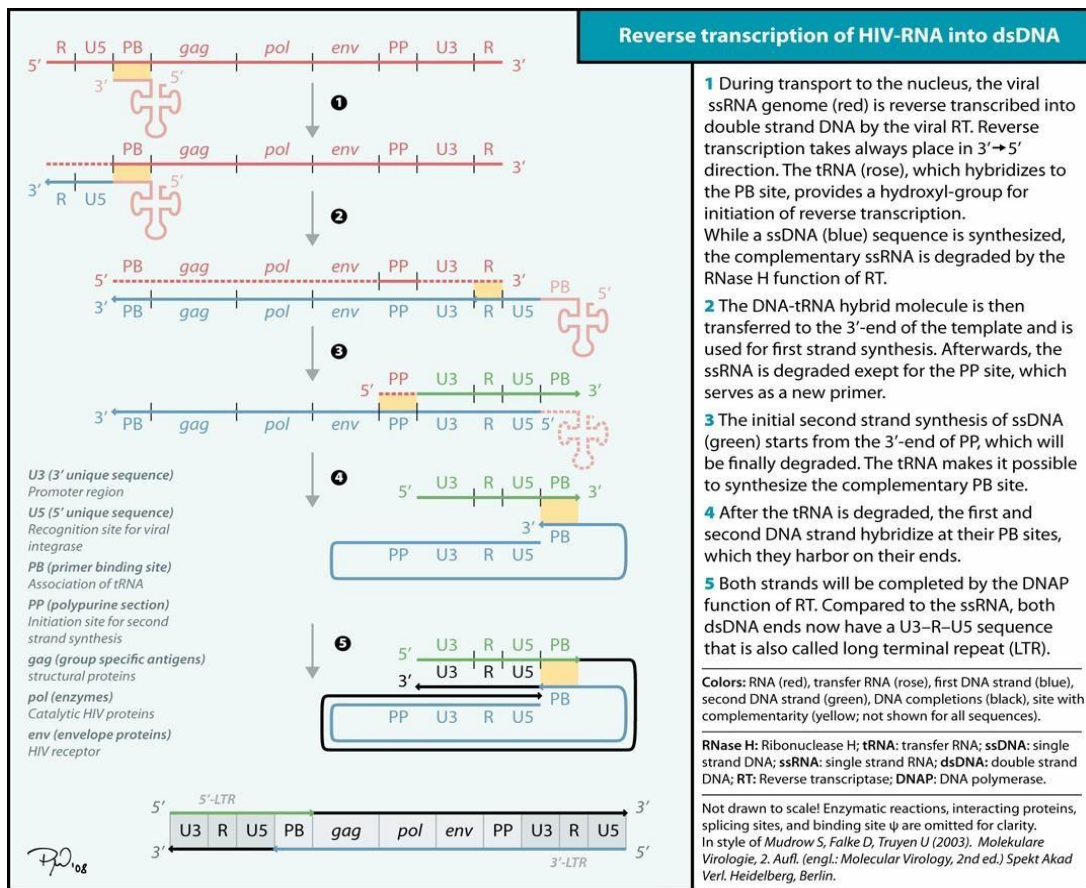 Reverse transcription of HIV-RNA into dsDNA
R U5 PB gag pol env PP U3 R
5′ 3′
3′ 5′
❶
PB gag pol env PP U3 R
3′
3′ 5′
R U5
❷
PB gag pol env PP U3 R
5′ 3′
PB 5′
3′
PB gag pol env PP U3 R U5
❸
PP U3 R U5 PB
5′ 3′
3′ 5′
PB gag pol env PP U3 R U5
❹
U3 R U5 PB
5′ 3′
3′
PB
PP U3 R U5
❺
U3 R U5 PB
5′
U3 R U5
3′
PB
PP U3 R U5
U3 (3′ unique sequence)
Promoter region
U5 (5′ unique sequence)
Recognition site for viral
integrase
PB (primer binding site)
Association of tRNA
PP (polypurine section)
Initiation site for second
strand synthesis
gag (group specific antigens)
structural proteins
pol (enzymes)
Catalytic HIV proteins
env (envelope proteins)
HIV receptor
5′ 5′-LTR 3′
U3 R U5 PB gag pol env PP U3 R U5
3′ 3′-LTR 5′
'08
1 During transport to the nucleus, the viral
ssRNA genome (red) is reverse transcribed into
double strand DNA by the viral RT. Reverse
transcription takes always place in 3′→5′
direction. The tRNA (rose), which hybridizes to
the PB site, provides a hydroxyl-group for
initiation of reverse transcription.
While a ssDNA (blue) sequence is synthesized,
the complementary ssRNA is degraded by the
RNase H function of RT.
2 The DNA-tRNA hybrid molecule is then
transferred to the 3′-end of the template and is
used for first strand synthesis. Afterwards, the
ssRNA is degraded exept for the PP site, which
serves as a new primer.
3 The initial second strand synthesis of ssDNA
(green) starts from the 3′-end of PP, which will
be finally degraded. The tRNA makes it possible
to synthesize the complementary PB site.
4 After the tRNA is degraded, the first and
second DNA strand hybridize at their PB sites,
which they harbor on their ends.
5 Both strands will be completed by the DNAP
function of RT. Compared to the ssRNA, both
dsDNA ends now have a U3–R–U5 sequence
that is also called long terminal repeat (LTR).
Colors: RNA (red), transfer RNA (rose), first DNA strand (blue),
second DNA strand (green), DNA completions (black), site with
complementarity (yellow; not shown for all sequences).
RNase H: Ribonuclease H; tRNA: transfer RNA; ssDNA: single
strand DNA; ssRNA: single strand RNA; dsDNA: double strand
DNA; RT: Reverse transcriptase; DNAP: DNA polymerase.
Not drawn to scale! Enzymatic reactions, interacting proteins,
splicing sites, and binding site ψ are omitted for clarity.
In style of Mudrow S, Falke D, Truyen U (2003). Molekulare
Virologie, 2. Aufl. (engl.: Molecular Virology, 2nd ed.) Spekt Akad
Verl. Heidelberg, Berlin.